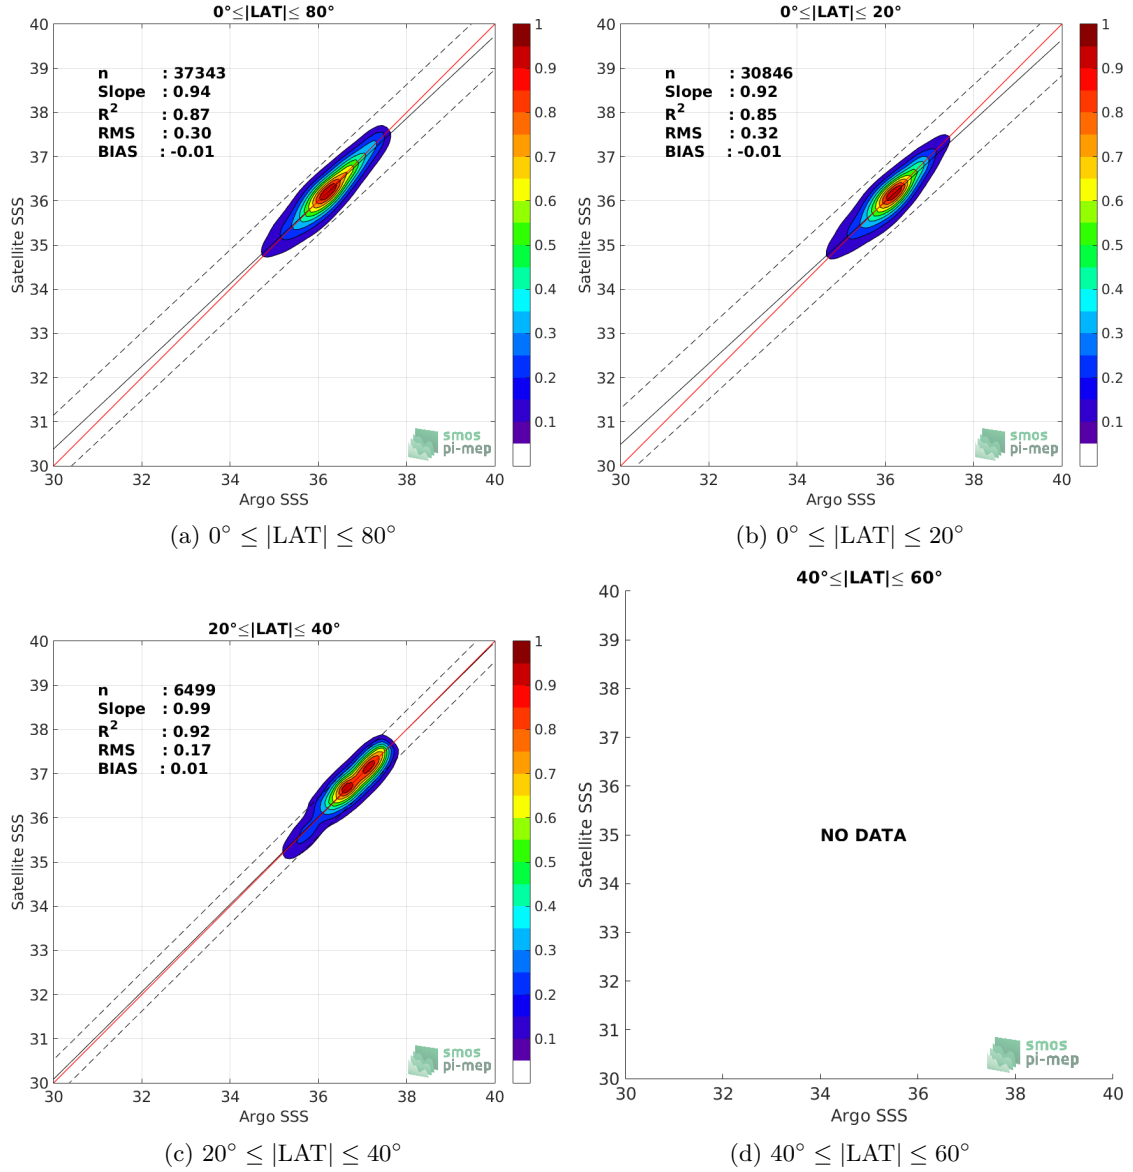 0°≤|LAT|≤ 80°
n : 37343
Slope : 0.94
R2 : 0.87
RMS : 0.30
BIAS : -0.01
40
39
38
37
36
35
34
33
32
31
30
30 32 34 36 38 40
Satellite SSS
Argo SSS
1
0.9
0.8
0.7
0.6
0.5
0.4
0.3
0.2
0.1
smos
pi-mep
(a) 0° ≤ |LAT| ≤ 80°
0°≤|LAT|≤ 20°
n : 30846
Slope : 0.92
R2 : 0.85
RMS : 0.32
BIAS : -0.01
40
39
38
37
36
35
34
33
32
31
30
30 32 34 36 38 40
Satellite SSS
Argo SSS
1
0.9
0.8
0.7
0.6
0.5
0.4
0.3
0.2
0.1
smos
pi-mep
(b) 0° ≤ |LAT| ≤ 20°
20°≤|LAT|≤ 40°
n : 6499
Slope : 0.99
R2 : 0.92
RMS : 0.17
BIAS : 0.01
40
39
38
37
36
35
34
33
32
31
30
30 32 34 36 38 40
Satellite SSS
Argo SSS
1
0.9
0.8
0.7
0.6
0.5
0.4
0.3
0.2
0.1
smos
pi-mep
(c) 20° ≤ |LAT| ≤ 40°
40°≤|LAT|≤ 60°
40
39
38
37
36
35
34
33
32
31
30
30 32 34 36 38 40
Satellite SSS
Argo SSS
NO DATA
smos
pi-mep
(d) 40° ≤ |LAT| ≤ 60°